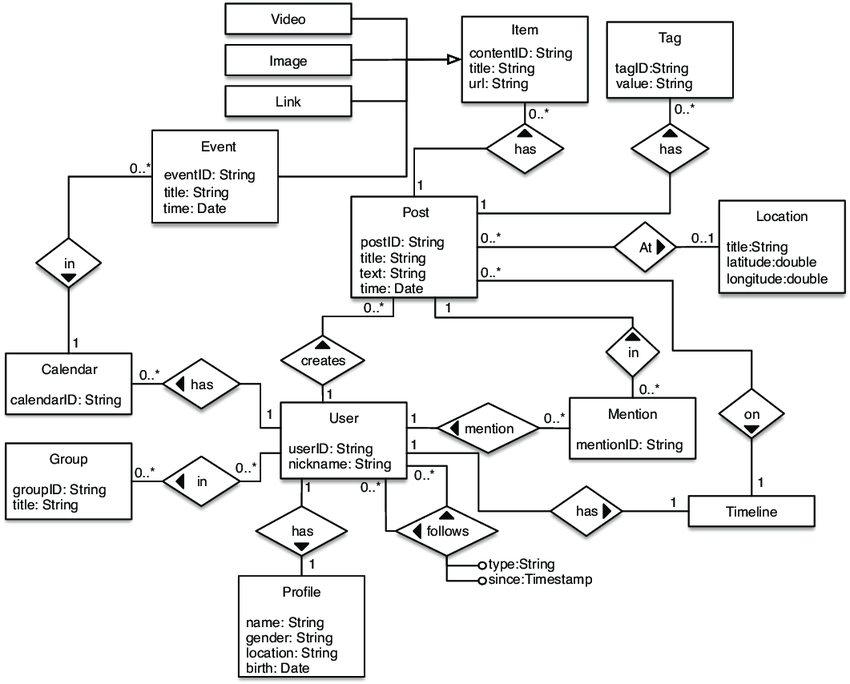 Video
Image
Link
Item
contentID: String
title: String
url: String
Tag
tagID:String
value: String
0..*
0..*
has
has
Event
eventID: String
title: String
time: Date
0..*
1
1
Post
postID: String
title: String
text: String
time: Date
0..*
At
0..1
Location
title:String
latitude:double
longitude:double
0..*
in
0..*
1
creates
in
1
Calendar
calendarID: String
0..*
has
1
1
0..*
on
User
userID: String
nickname: String
1
mention
0..*
Mention
mentionID: String
1
Group
groupID: String
title: String
0..*
in
0..*
1
0..*
0..*
has
1
1
Timeline
has
follows
type:String
since:Timestamp
1
Profile
name: String
gender: String
location: String
birth: Date